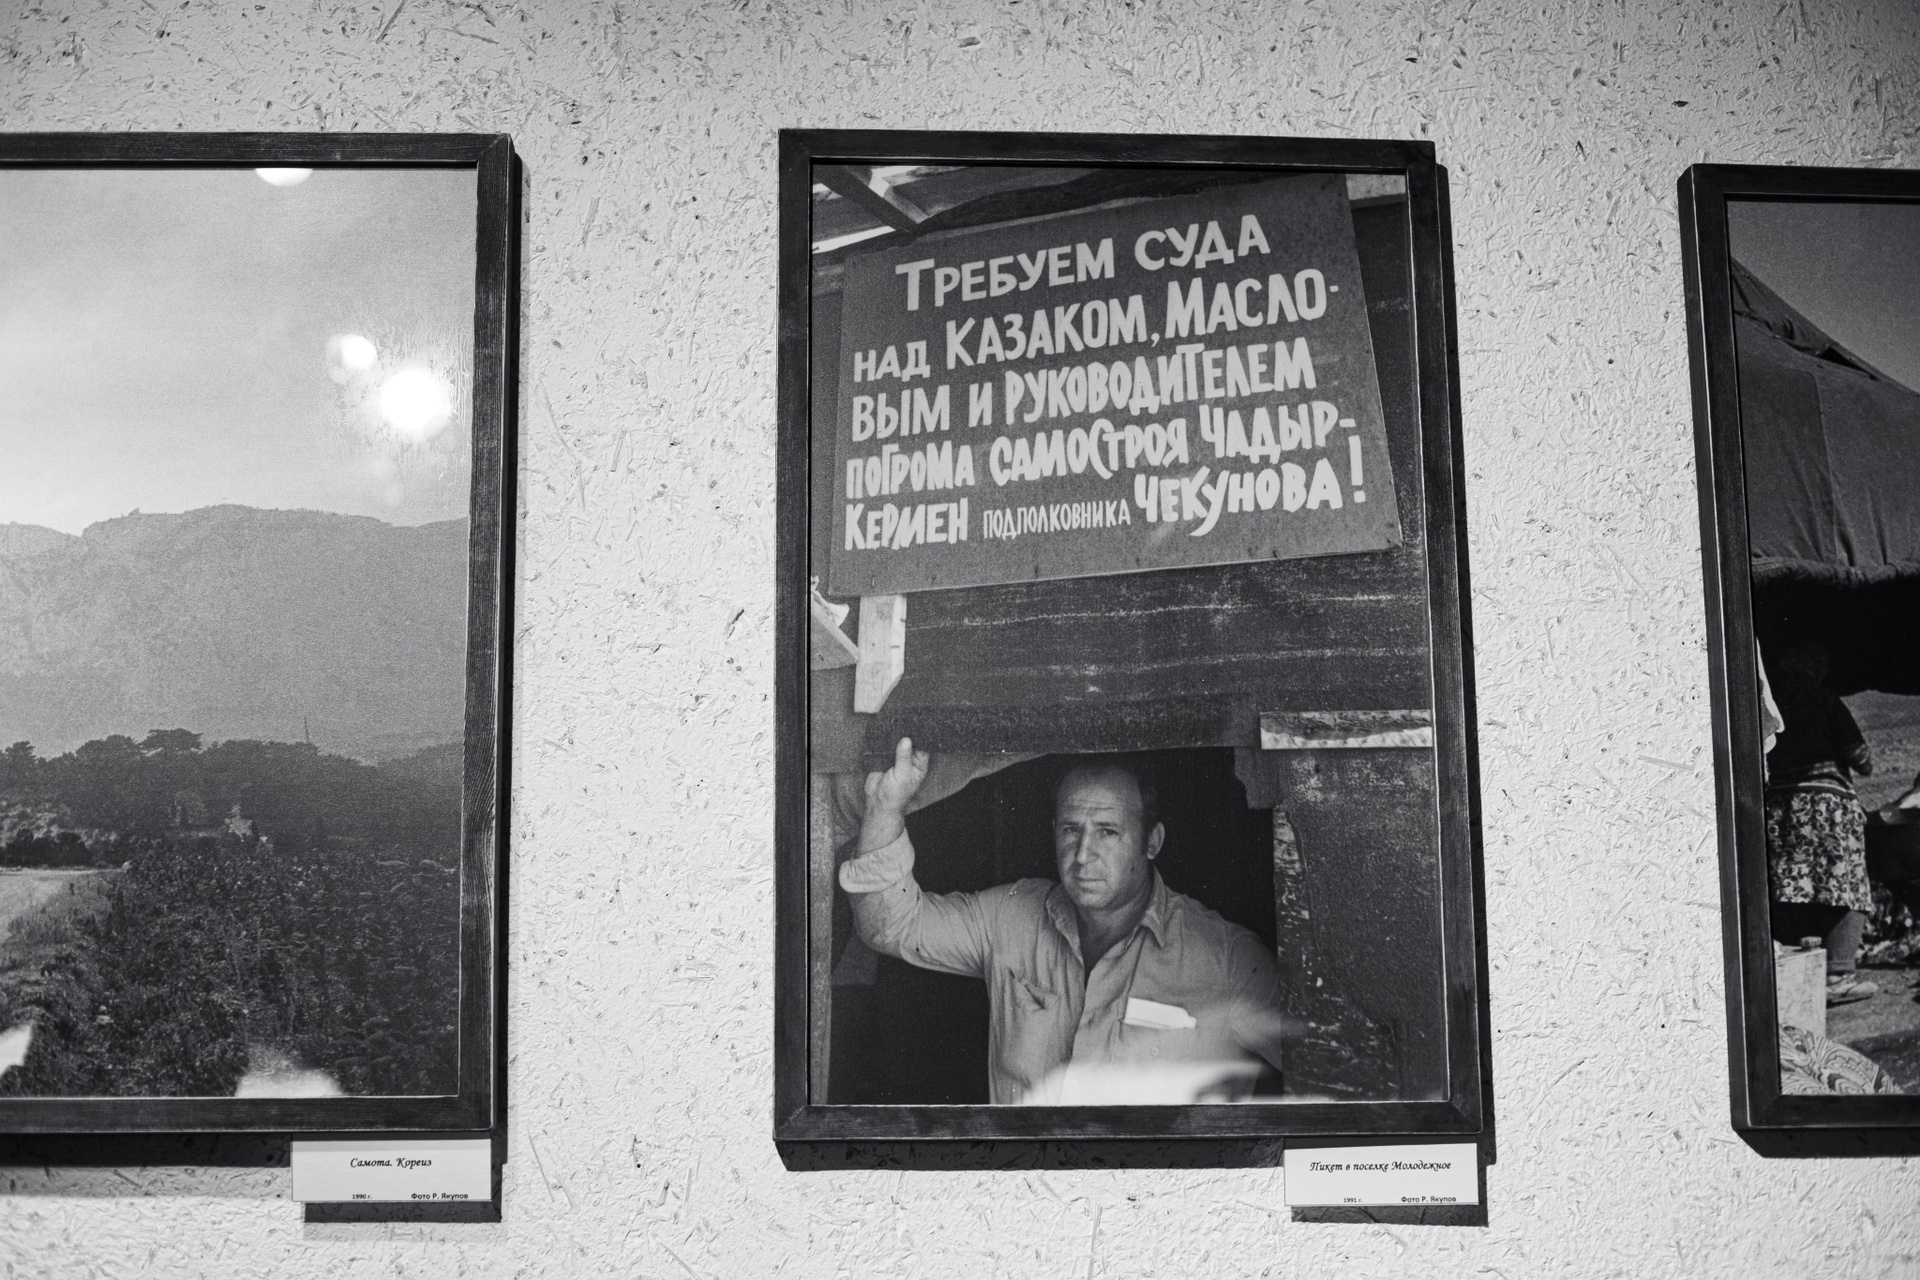 Требуем суда
над Казаком, Масло-
вым и руководителем
погрома самостроя Чадыр-
Кермен подполковника Чекунова!
Самота. Кореиз
1990 г. Фото Р. Якупов
Пикет в поселке Молодежное
1991 г. Фото Р. Якупов